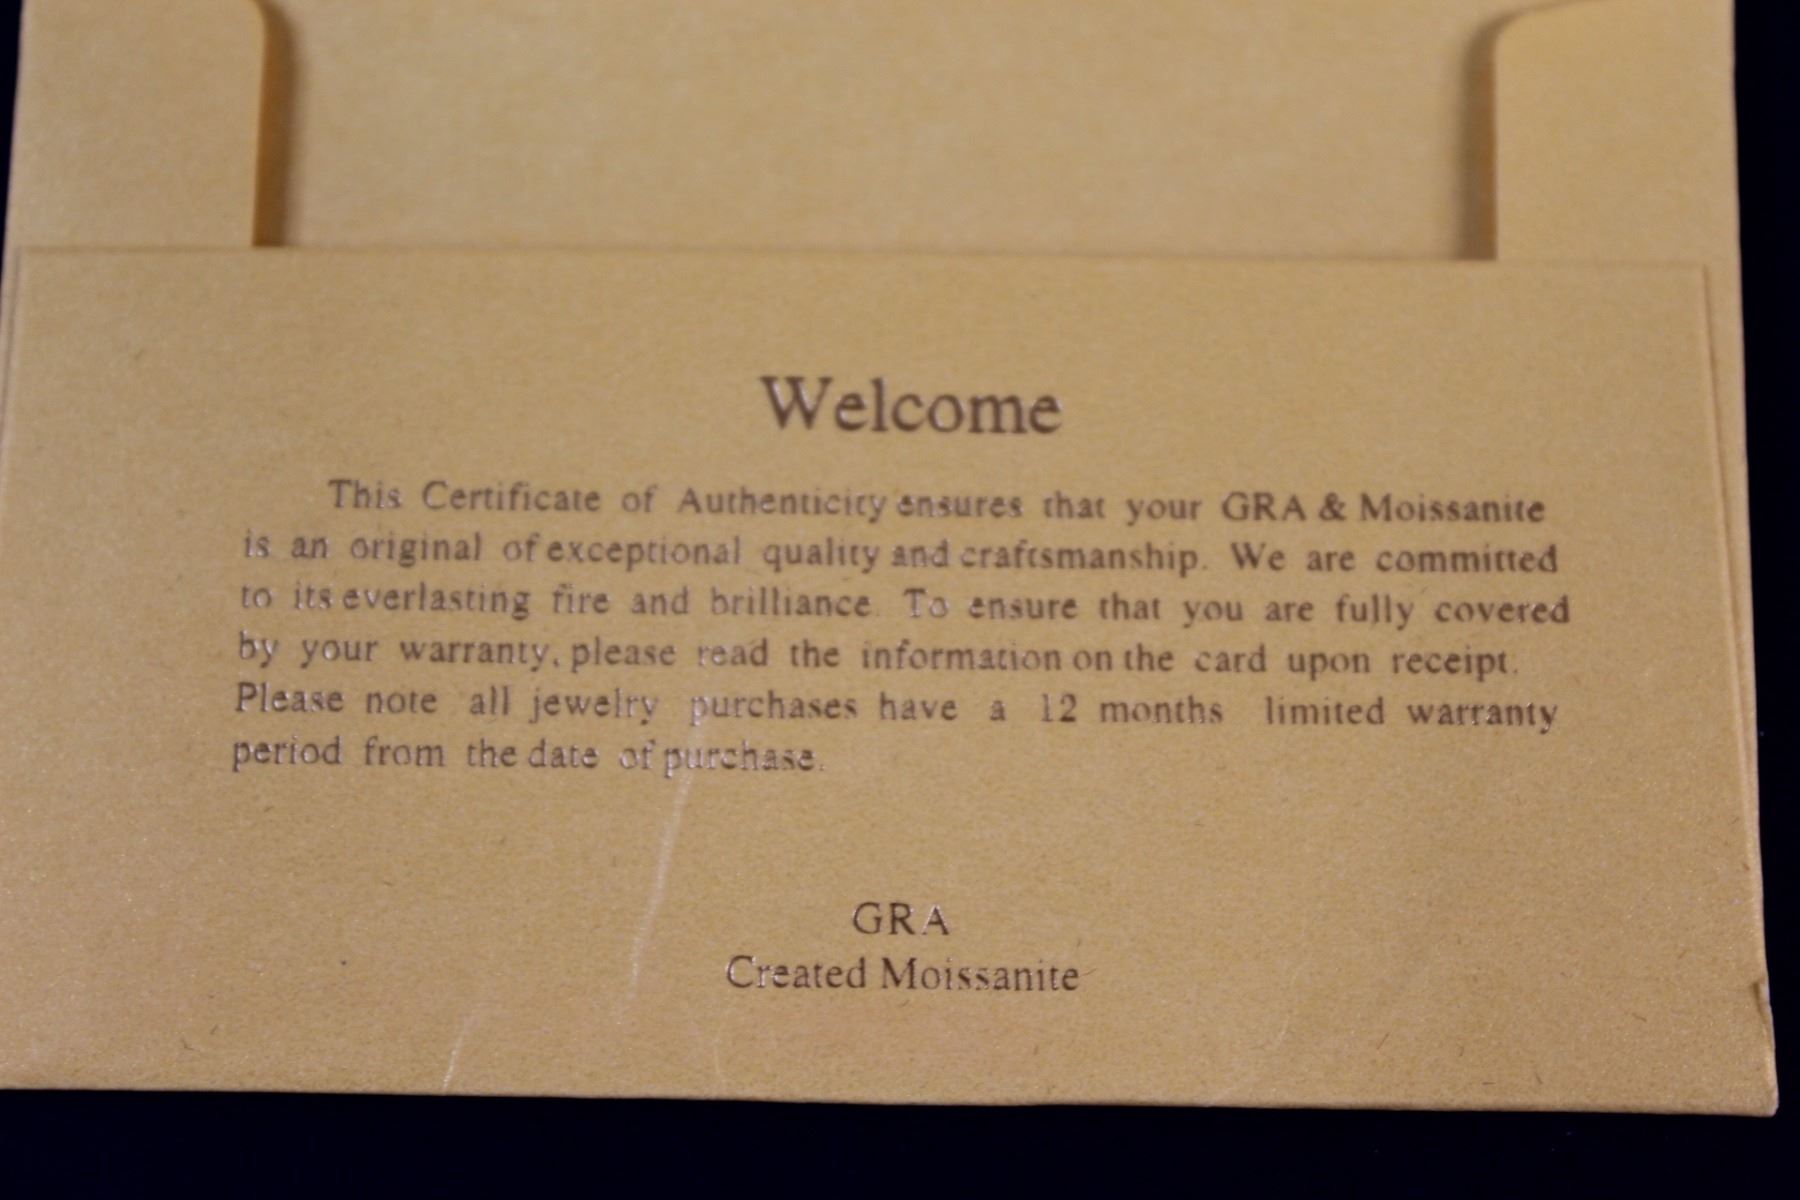 Welcome
This Certificate of Authenticity ensures that your GRA & Moissanite
is an original of exceptional quality and craftsmanship. We are committed
to its everlasting fire and brilliance. To ensure that you are fully covered
by your warranty, please read the information on the card upon receipt.
Please note all jewelry purchases have a 12 months limited warranty
period from the date of purchase.
GRA
Created Moissanite